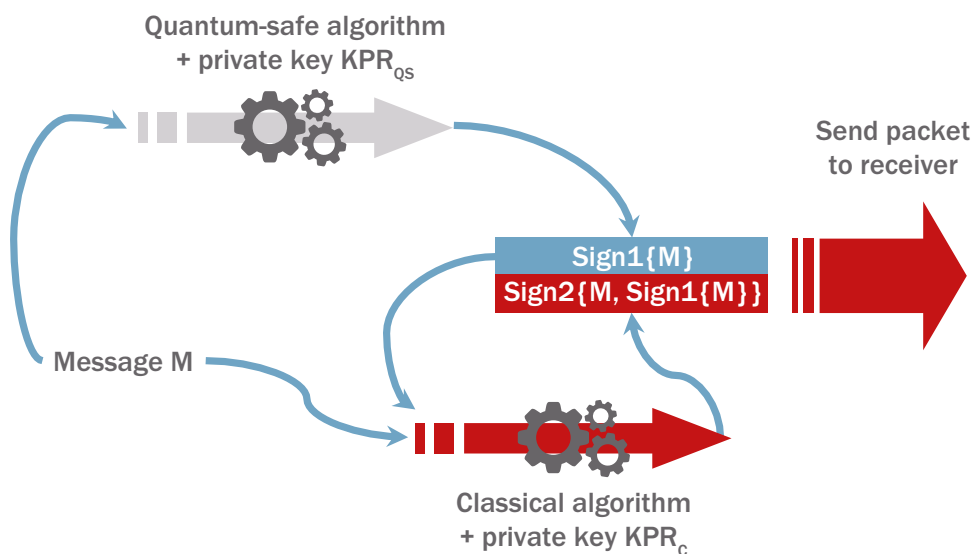 Quantum-safe algorithm
+ private key KPR_QS
Send packet
to receiver
Sign1{M}
Sign2{M, Sign1{M}}
Message M
Classical algorithm
+ private key KPR_C